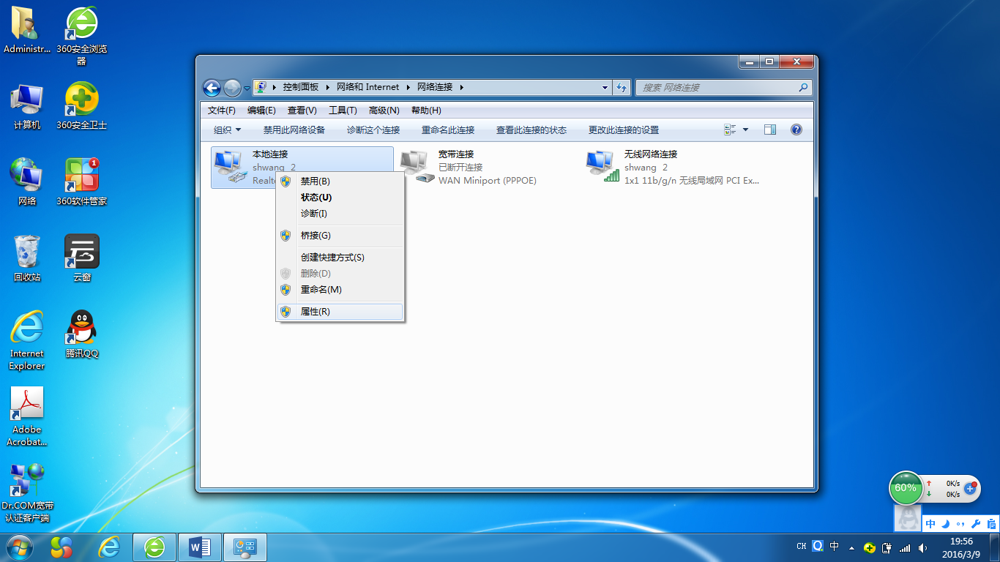 Administr...
360安全浏览
器
计算机
360安全卫士
网络
360软件管家
1
回收站
云窗
Internet
Explorer
腾讯QQ
Adobe
Acrobat...
Dr.COM宽带
认证客户端
控制面板 网络和 Internet 网络连接
搜索 网络连接
文件(F) 编辑(E) 查看(V) 工具(T) 高级(N) 帮助(H)
组织 禁用此网络设备 诊断这个连接 重命名此连接 查看此连接的状态 更改此连接的设置
本地连接
shwang 2
Realte
宽带连接
已断开连接
WAN Miniport (PPPOE)
无线网络连接
shwang 2
1x1 11b/g/n 无线局域网 PCI Ex...
禁用(B)
状态(U)
诊断(I)
桥接(G)
创建快捷方式(S)
删除(D)
重命名(M)
属性(R)
60%
0K/s
0K/s
中
CH 中
19:56
2016/3/9